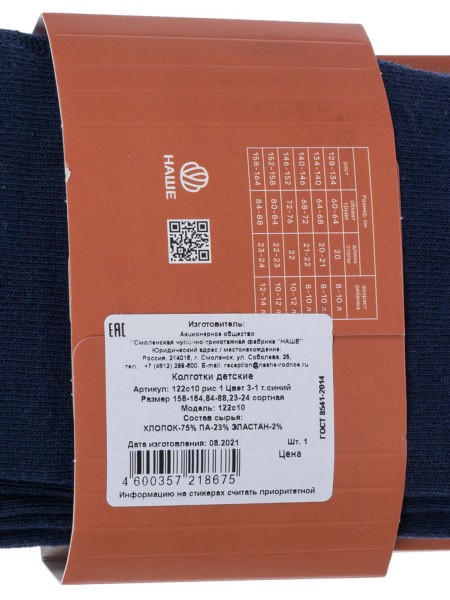 НАШЕ
Размер, см
рост
обхват груди
длина стопы
возраст ребенка
128-134 60-64 20 8-10 л
134-140 64-68 20-21 8-10 л
140-146 68-72 21-22 8-10 л
146-152 72-76 22 10-12 л
152-158 80-84 22-23 10-12 л
158-164 84-88 23-24 12-14 л
EAC
Изготовитель:
Акционерное общество
"Смоленская чулочно-трикотажная фабрика "НАШЕ"
Юридический адрес / местонахождение:
Россия, 214016, г. Смоленск, ул. Соболева, 25,
тел.: +7 (4812) 299-600. E-mail: reception@nashe-rodnoe.ru
Колготки детские
Артикул: 122с10 рис 1 Цвет 3-1 т.синий
Размер 158-164,84-88,23-24 сортная
Модель: 122с10
Состав сырья:
ХЛОПОК-75% ПА-23% ЭЛАСТАН-2%
ГОСТ 8541-2014
Дата изготовления: 08.2021
Шт. 1
Цена
4 600357 218675
Информацию на стикерах считать приоритетной